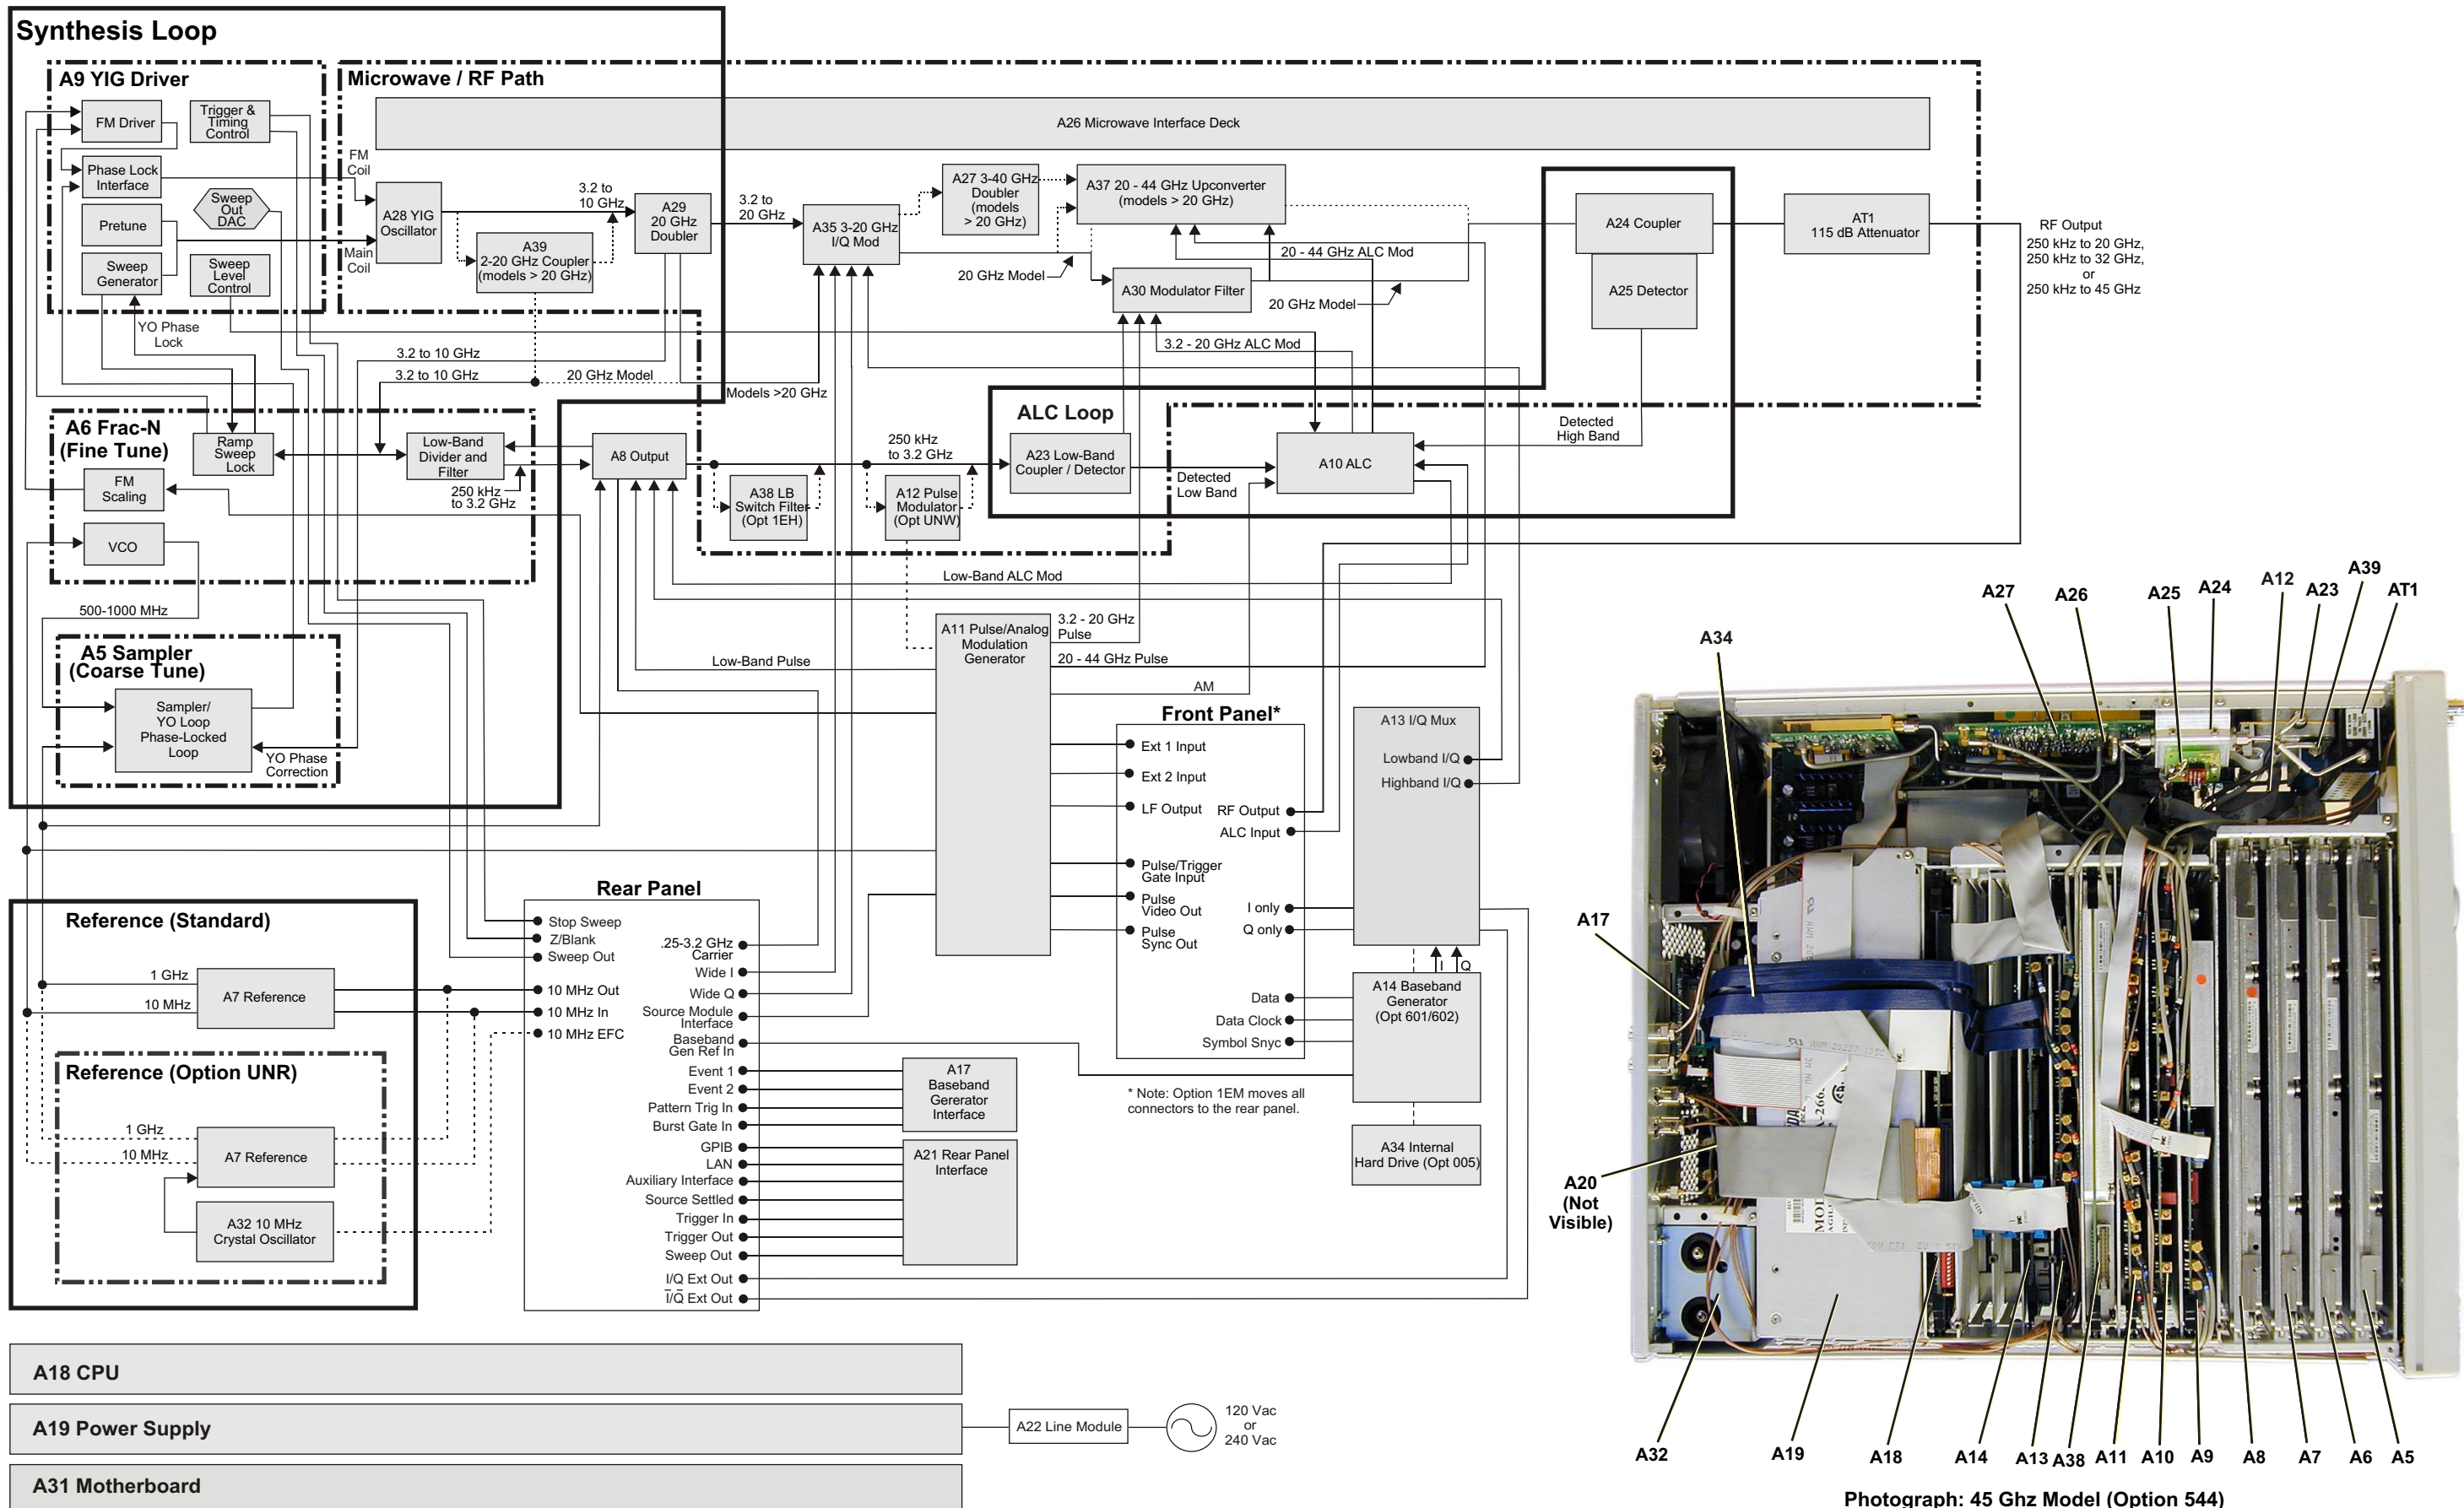 Synthesis Loop
A9 YIG Driver
FM Driver
Trigger &
Timing
Control
Phase Lock
Interface
Sweep
Out
DAC
Pretune
Sweep
Generator
Sweep
Level
Control
YO Phase
Lock
Microwave / RF Path
A26 Microwave Interface Deck
FM
Coil
Main
Coil
A28 YIG
Oscillator
3.2 to
10 GHz
A39
2-20 GHz Coupler
(models > 20 GHz)
A29
20 GHz
Doubler
3.2 to
20 GHz
A35 3-20 GHz
I/Q Mod
A27 3-40 GHz
Doubler
(models
> 20 GHz)
A37 20 - 44 GHz Upconverter
(models > 20 GHz)
20 GHz Model
20 - 44 GHz ALC Mod
A30 Modulator Filter
20 GHz Model
A24 Coupler
A25 Detector
AT1
115 dB Attenuator
RF Output
250 kHz to 20 GHz,
250 kHz to 32 GHz,
or
250 kHz to 45 GHz
3.2 to 10 GHz
3.2 to 10 GHz
20 GHz Model
Models >20 GHz
3.2 - 20 GHz ALC Mod
A6 Frac-N
(Fine Tune)
Ramp
Sweep
Lock
Low-Band
Divider and
Filter
FM
Scaling
250 kHz
to 3.2 GHz
VCO
A8 Output
A38 LB
Switch Filter
(Opt 1EH)
250 kHz
to 3.2 GHz
A12 Pulse
Modulator
(Opt UNW)
ALC Loop
A23 Low-Band
Coupler / Detector
Detected
Low Band
A10 ALC
Detected
High Band
Low-Band ALC Mod
500-1000 MHz
A5 Sampler
(Coarse Tune)
Sampler/
YO Loop
Phase-Locked
Loop
YO Phase
Correction
Low-Band Pulse
A11 Pulse/Analog
Modulation
Generator
3.2 - 20 GHz
Pulse
20 - 44 GHz Pulse
AM
Front Panel*
Ext 1 Input
Ext 2 Input
LF Output
RF Output
ALC Input
Pulse/Trigger
Gate Input
Pulse
Video Out
Pulse
Sync Out
I only
Q only
Data
Data Clock
Symbol Snyc
A13 I/Q Mux
Lowband I/Q
Highband I/Q
I
Q
A14 Baseband
Generator
(Opt 601/602)
A34 Internal
Hard Drive (Opt 005)
* Note: Option 1EM moves all
connectors to the rear panel.
Reference (Standard)
1 GHz
10 MHz
A7 Reference
Reference (Option UNR)
1 GHz
10 MHz
A7 Reference
A32 10 MHz
Crystal Oscillator
Rear Panel
Stop Sweep
Z/Blank
Sweep Out
10 MHz Out
10 MHz In
10 MHz EFC
.25-3.2 GHz
Carrier
Wide I
Wide Q
Source Module
Interface
Baseband
Gen Ref In
Event 1
Event 2
Pattern Trig In
Burst Gate In
GPIB
LAN
Auxiliary Interface
Source Settled
Trigger In
Trigger Out
Sweep Out
I/Q Ext Out
I̅/Q̅ Ext Out
A17
Baseband
Gererator
Interface
A21 Rear Panel
Interface
A18 CPU
A19 Power Supply
A31 Motherboard
A22 Line Module
120 Vac
or
240 Vac
A34
A27
A26
A25
A24
A12
A23
A39
AT1
A17
A20
(Not
Visible)
A32
A19
A18
A14
A13
A38
A11
A10
A9
A8
A7
A6
A5
Photograph: 45 Ghz Model (Option 544)